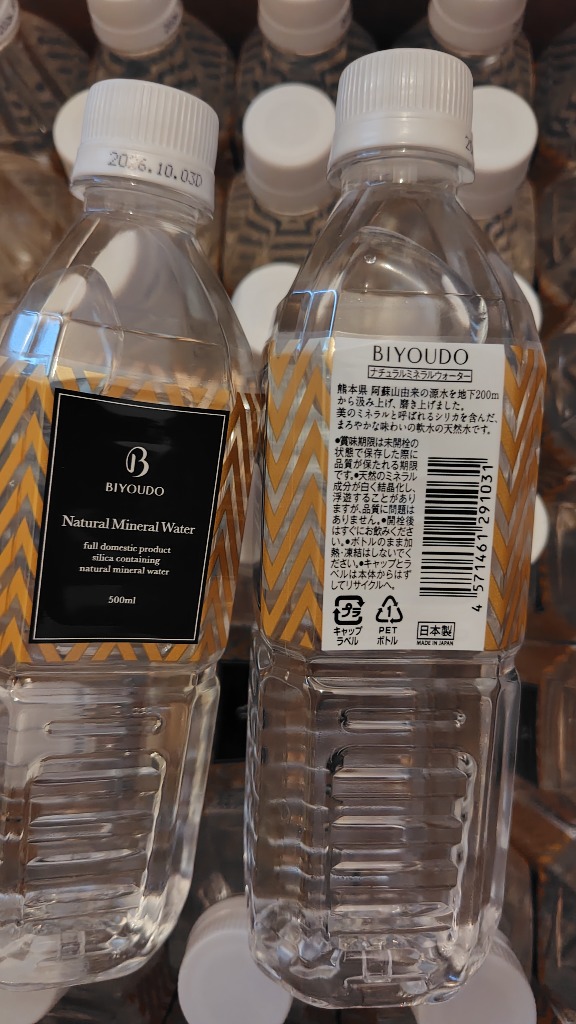 2026.10.03D
B
BIYOUDO
Natural Mineral Water
full domestic product
silica containing
natural mineral water
500ml
BIYOUDO
ナチュラルミネラルウォーター
熊本県 阿蘇山由来の源水を地下200m
から汲み上げ、磨き上げました。
美のミネラルと呼ばれるシリカを含んだ、
まろやかな味わいの軟水の天然水です。
●賞味期限は未開栓の
状態で保存した際に
品質が保たれる期限
です。●天然のミネラル
成分が白く結晶化し、
浮遊することがあり
ますが、品質に問題は
ありません。●開栓後
はすぐにお飲みくださ
い。●ボトルのまま加
熱・凍結はしないでく
ださい。●キャップとラ
ベルは本体からはず
してリサイクルへ。
4 571461 291031
プラ
キャップ
ラベル
1
PET
ボトル
日本製
MADE IN JAPAN